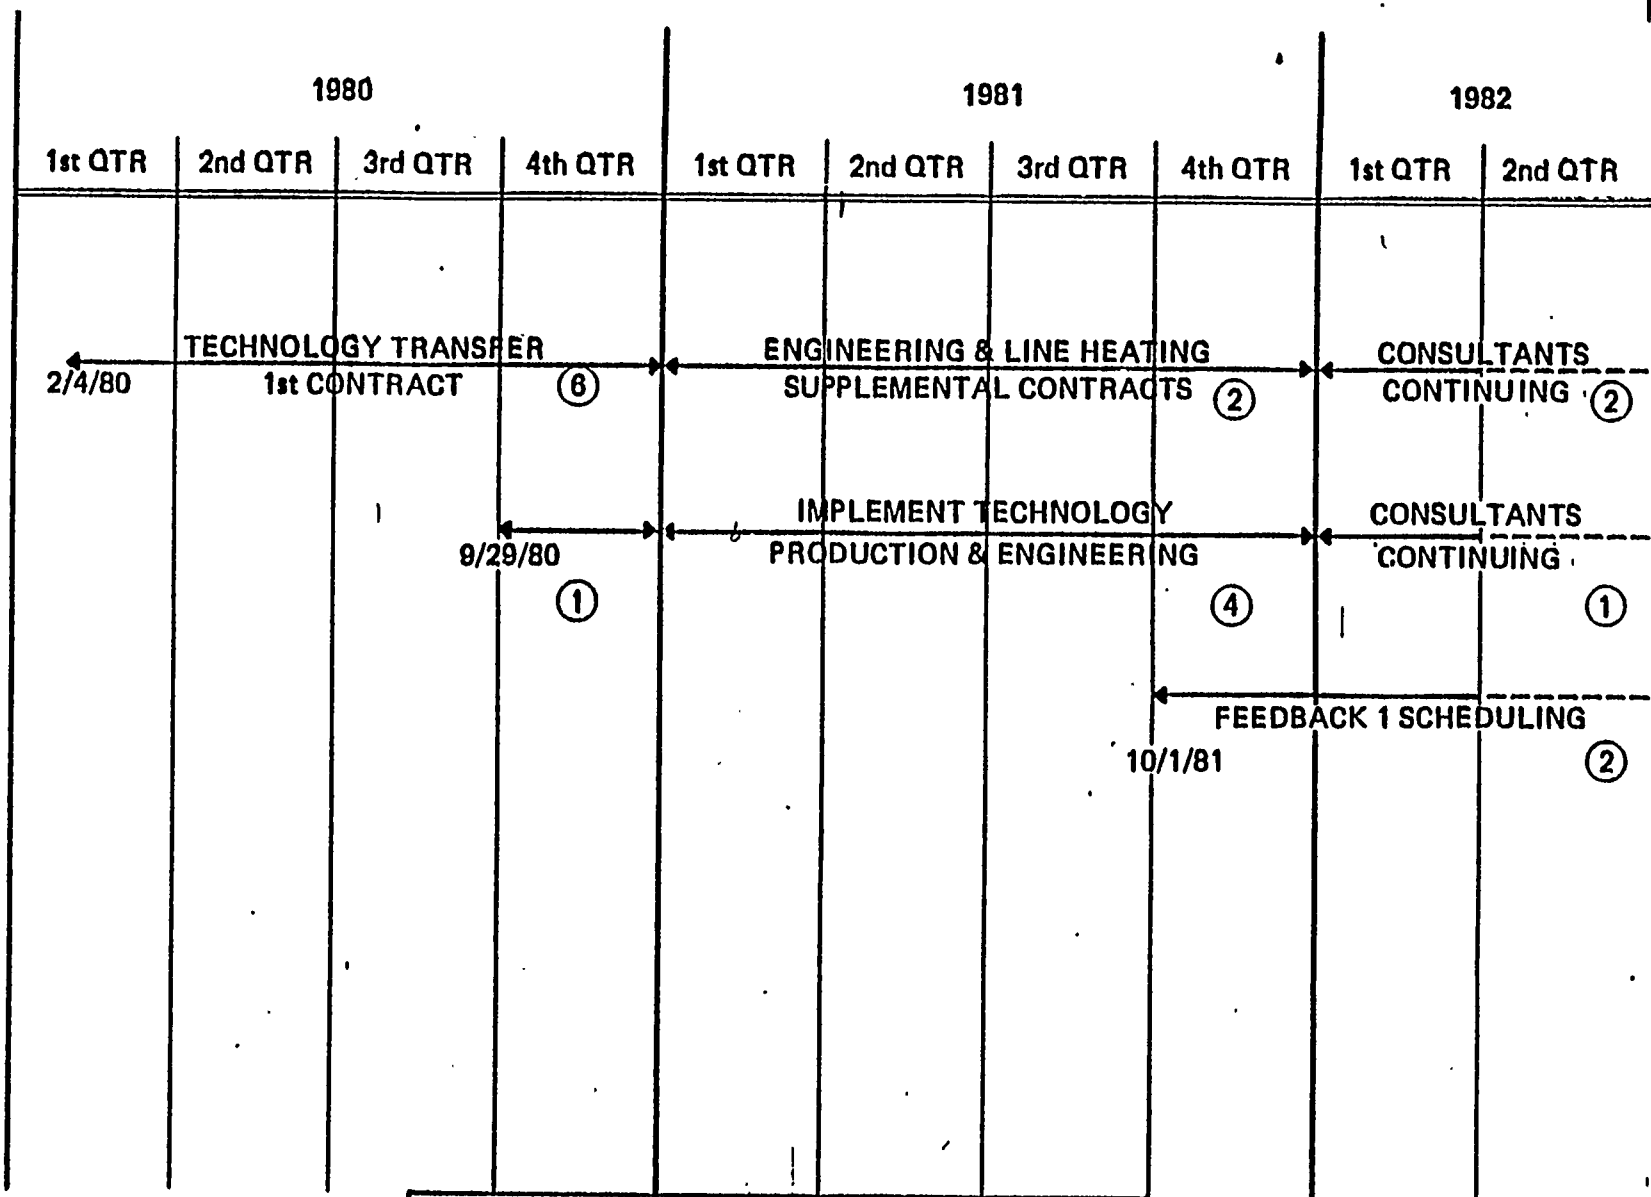 1980 1981 1982
1st QTR 2nd QTR 3rd QTR 4th QTR 1st QTR 2nd QTR 3rd QTR 4th QTR 1st QTR 2nd QTR
TECHNOLOGY TRANSFER ENGINEERING & LINE HEATING CONSULTANTS
2/4/80 1st CONTRACT 6 SUPPLEMENTAL CONTRACTS 2 CONTINUING 2
IMPLEMENT TECHNOLOGY CONSULTANTS
9/29/80 PRODUCTION & ENGINEERING CONTINUING
1 4 1
FEEDBACK 1 SCHEDULING
10/1/81 2